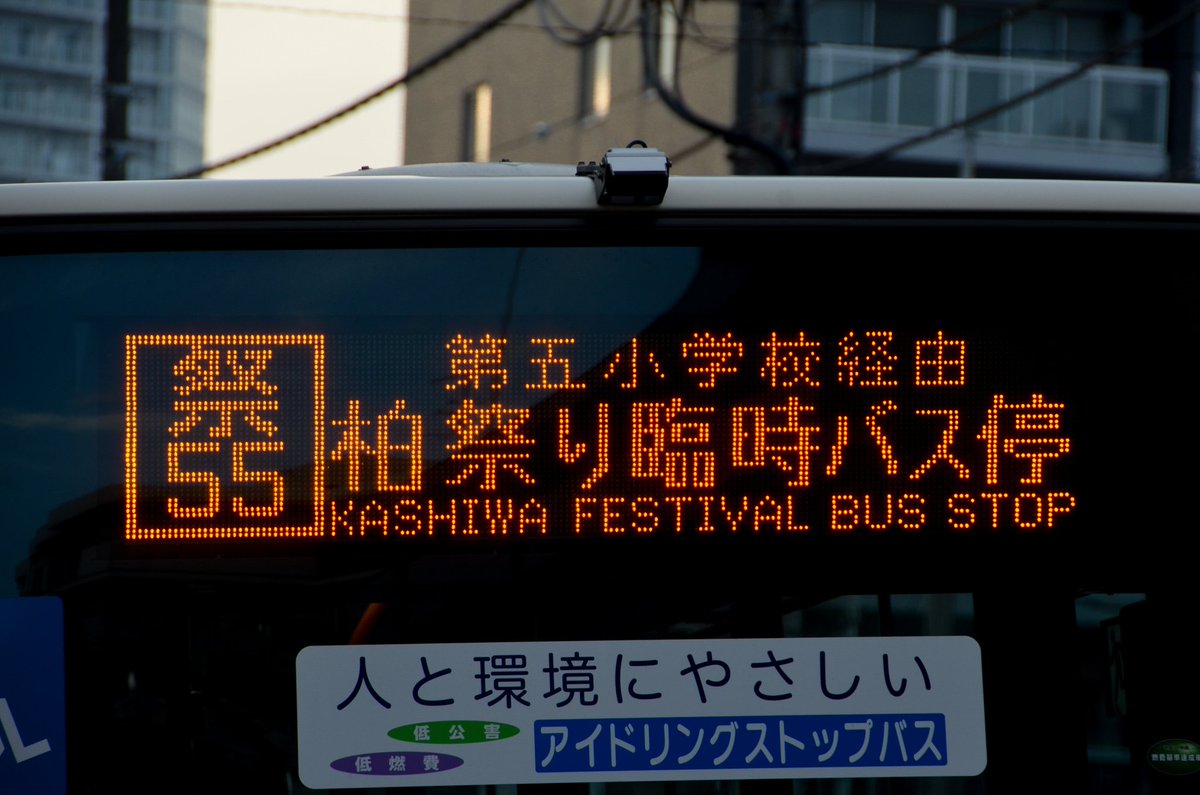 祭
55
第五小学校経由
柏祭り臨時バス停
KASHIWA FESTIVAL BUS STOP
人と環境にやさしい
低公害
低燃費
アイドリングストップバス